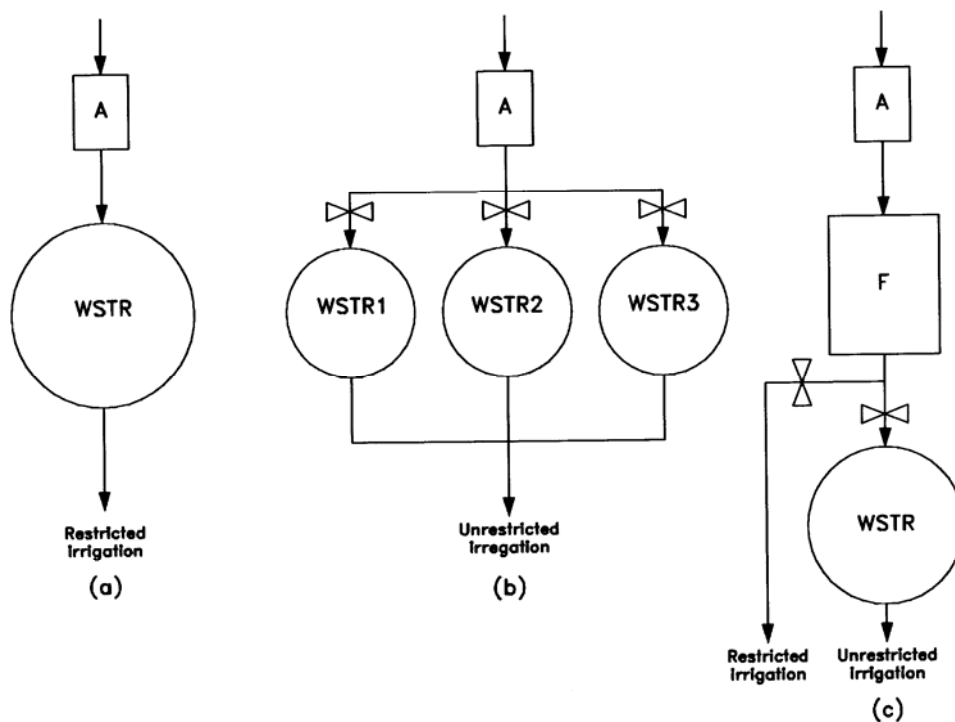 A
WSTR
Restricted
irrigation
(a)
A
WSTR1
WSTR2
WSTR3
Unrestricted
irregation
(b)
A
F
WSTR
Restricted
irrigation
Unrestricted
irrigation
(c)